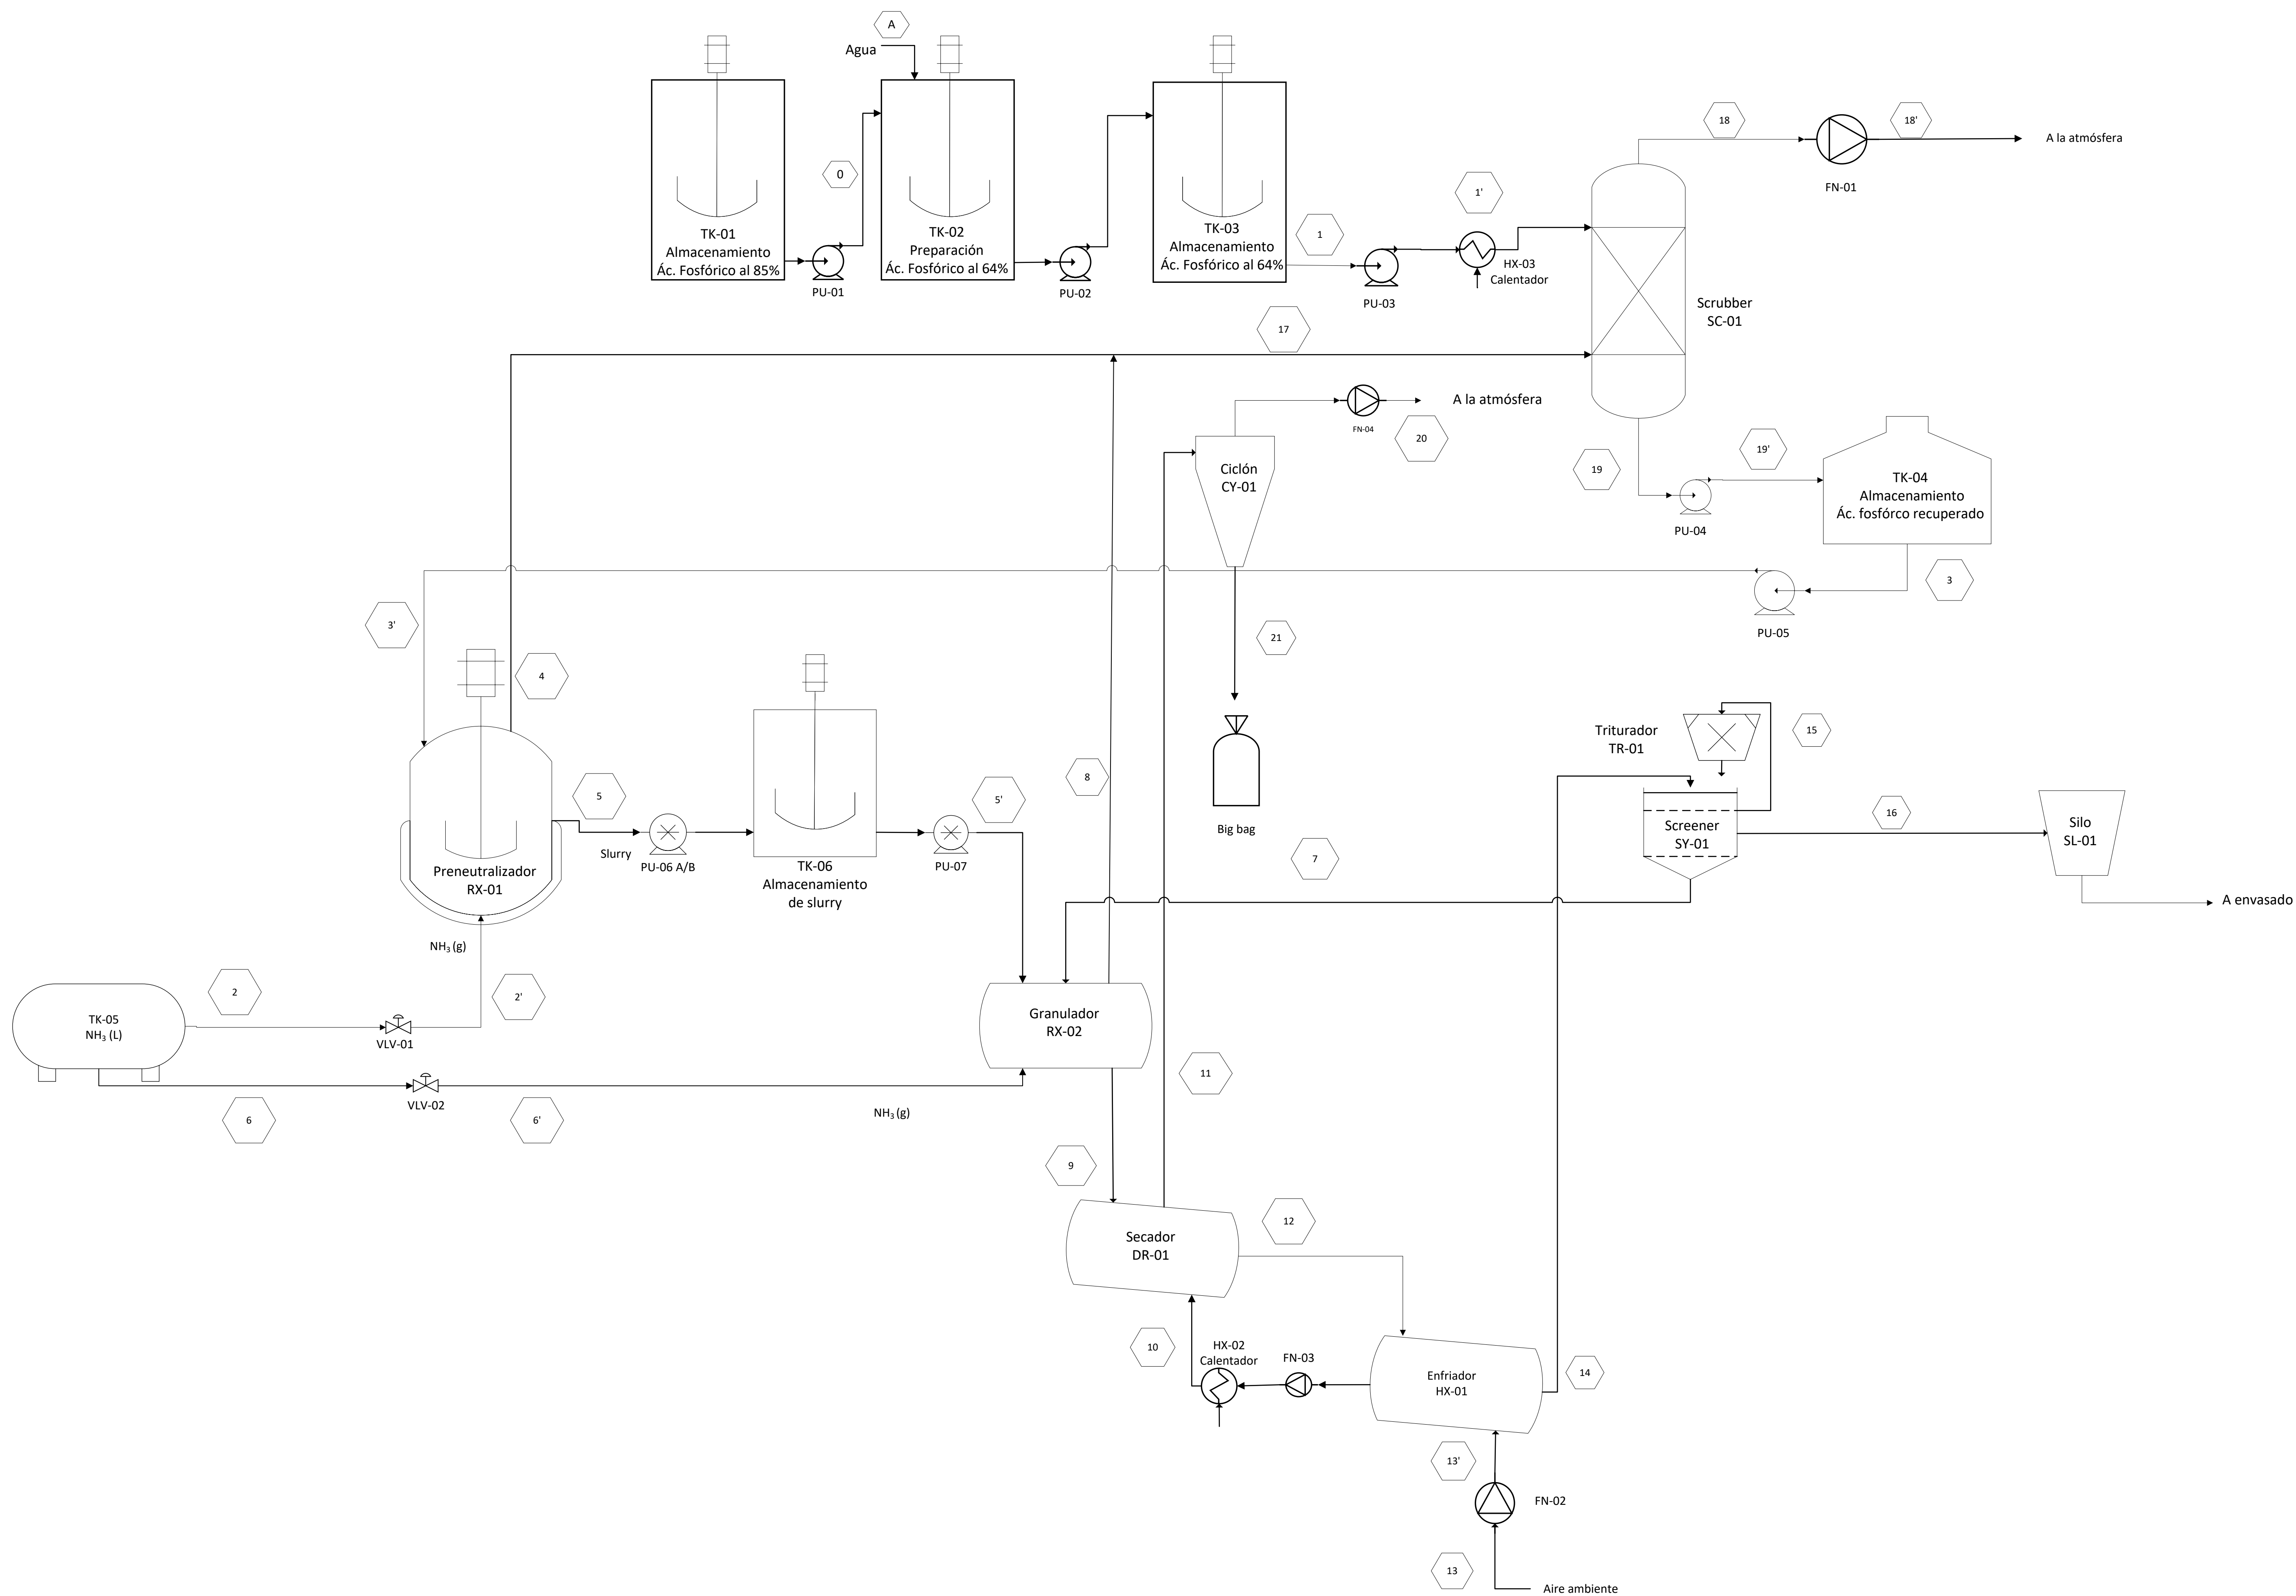 A
Agua
TK-01
Almacenamiento
Ác. Fosfórico al 85%
PU-01
0
TK-02
Preparación
Ác. Fosfórico al 64%
PU-02
TK-03
Almacenamiento
Ác. Fosfórico al 64%
1
PU-03
1'
HX-03
Calentador
18
FN-01
18'
A la atmósfera
Scrubber
SC-01
17
FN-04
A la atmósfera
20
Ciclón
CY-01
19
19'
PU-04
TK-04
Almacenamiento
Ác. fosfórco recuperado
3
PU-05
3'
4
21
Big bag
Preneutralizador
RX-01
5
Slurry
PU-06 A/B
TK-06
Almacenamiento
de slurry
5'
PU-07
8
7
Triturador
TR-01
15
Screener
SY-01
16
Silo
SL-01
A envasado
NH₃ (g)
2
2'
TK-05
NH₃ (L)
VLV-01
VLV-02
6
6'
NH₃ (g)
Granulador
RX-02
11
9
Secador
DR-01
12
10
HX-02
Calentador
FN-03
Enfriador
HX-01
14
13'
FN-02
13
Aire ambiente